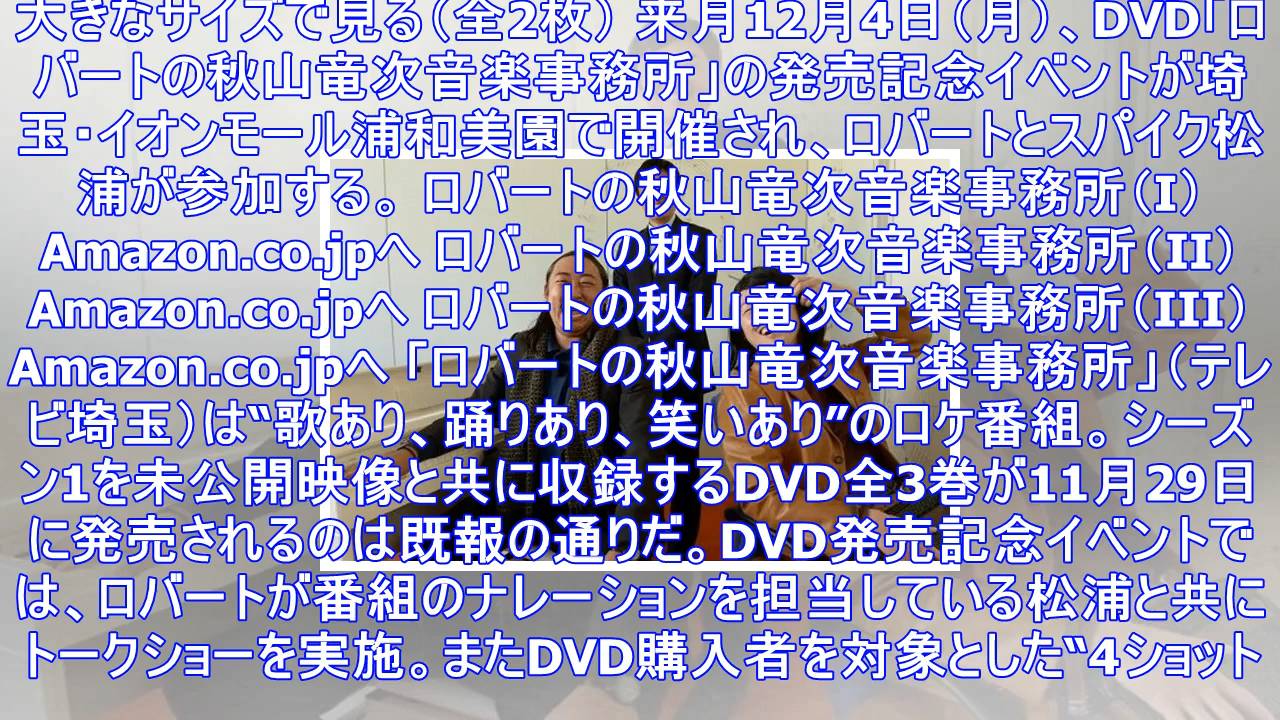 大きなサイズで見る（全2枚） 来月12月4日（月）、DVD「ロ
バートの秋山竜次音楽事務所」の発売記念イベントが埼
玉・イオンモール浦和美園で開催され、ロバートとスパイク松
浦が参加する。 ロバートの秋山竜次音楽事務所（I）
Amazon.co.jpへ ロバートの秋山竜次音楽事務所（II）
Amazon.co.jpへ ロバートの秋山竜次音楽事務所（III）
Amazon.co.jpへ 「ロバートの秋山竜次音楽事務所」（テレ
ビ埼玉）は“歌あり、踊りあり、笑いあり”のロケ番組。シーズ
ン1を未公開映像と共に収録するDVD全3巻が11月29日
に発売されるのは既報の通りだ。DVD発売記念イベントで
は、ロバートが番組のナレーションを担当している松浦と共に
トークショーを実施。またDVD購入者を対象とした“4ショット